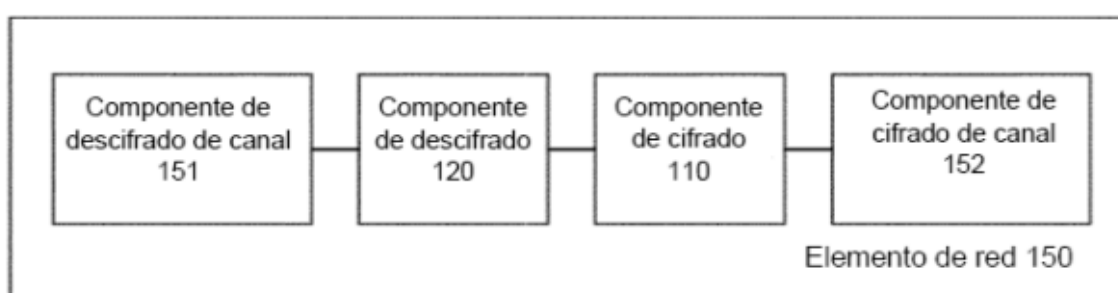 Componente de
descifrado de canal
151
Componente
de descifrado
120
Componente
de cifrado
110
Componente de
cifrado de canal
152
Elemento de red 150